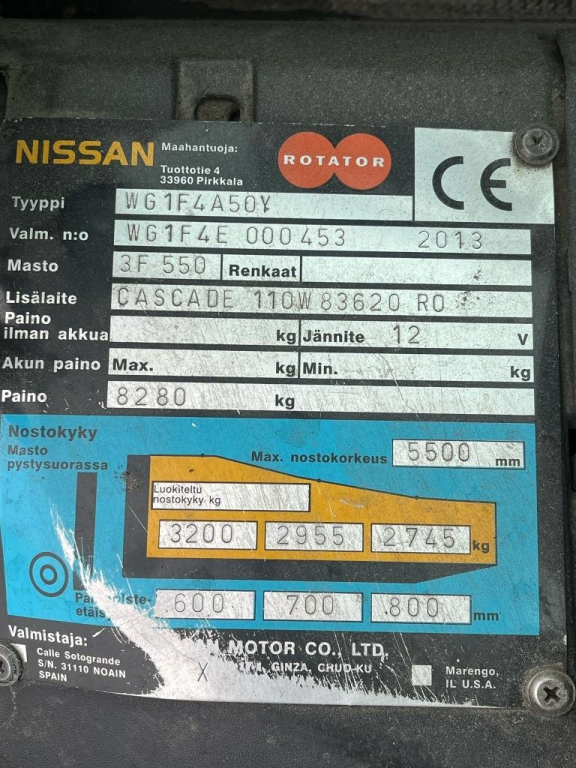 NISSAN Maahantuoja: ROTATOR CE
Tuottotie 4
33960 Pirkkala
Tyyppi WG1F4A50Y
Valm. n:o WG1F4E 000453 2013
Masto 3F 550 Renkaat
Lisälaite CASCADE 110W83620 RO
Paino
ilman akkua kg Jännite 12 V
Akun paino Max. kg Min. kg
Paino 8280 kg
Nostokyky
Masto
pystysuorassa
Max. nostokorkeus 5500 mm
Luokiteltu
nostokyky kg
3200 2955 2745 kg
600 700 800 mm
Valmistaja: MOTOR CO., LTD.
Calle Sotogrande
S/N. 31110 NOAIN
SPAIN
X GINZA, CHUO-KU
Marengo,
IL U.S.A.